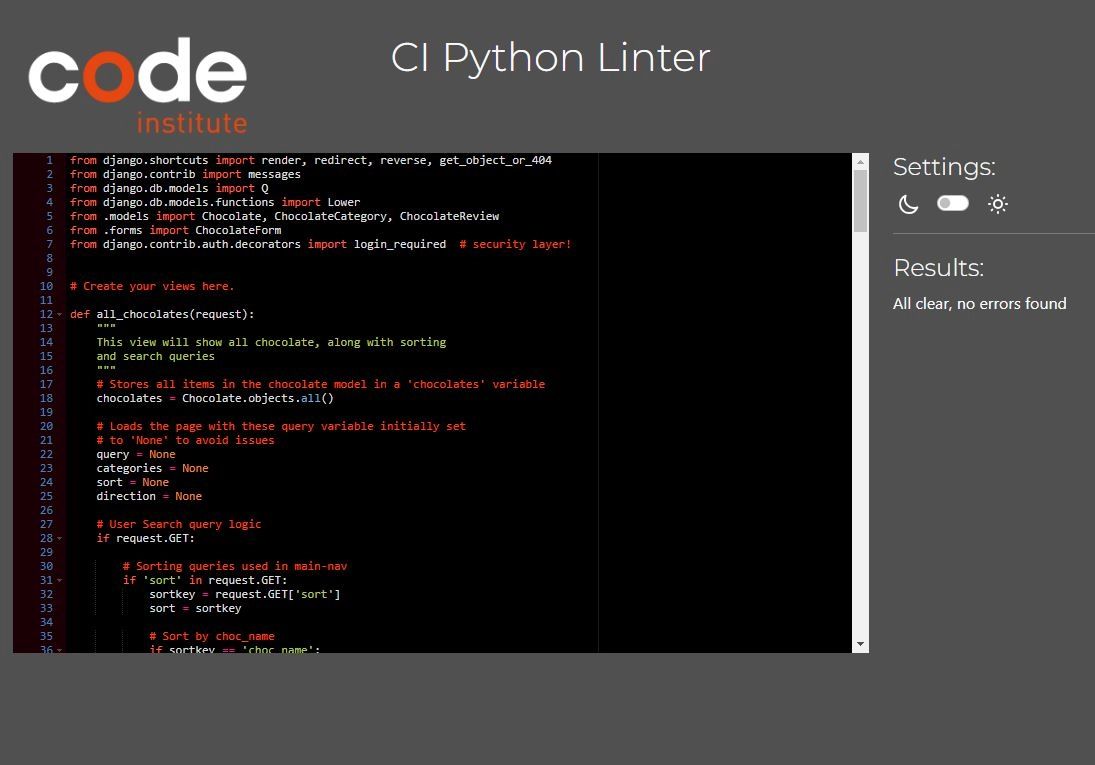 code
institute
CI Python Linter
1 from django.shortcuts import render, redirect, reverse, get_object_or_404
2 from django.contrib import messages
3 from django.db.models import Q
4 from django.db.models.functions import Lower
5 from .models import Chocolate, ChocolateCategory, ChocolateReview
6 from .forms import ChocolateForm
7 from django.contrib.auth.decorators import login_required  # security layer!
8
9
10 # Create your views here.
11
12 def all_chocolates(request):
13     """
14     This view will show all chocolate, along with sorting
15     and search queries
16     """
17     # Stores all items in the chocolate model in a 'chocolates' variable
18     chocolates = Chocolate.objects.all()
19
20     # Loads the page with these query variable initially set
21     # to 'None' to avoid issues
22     query = None
23     categories = None
24     sort = None
25     direction = None
26
27     # User Search query logic
28     if request.GET:
29
30         # Sorting queries used in main-nav
31         if 'sort' in request.GET:
32             sortkey = request.GET['sort']
33             sort = sortkey
34
35             # Sort by choc_name
36             if sortkey == 'choc_name':
Settings:
Results:
All clear, no errors found